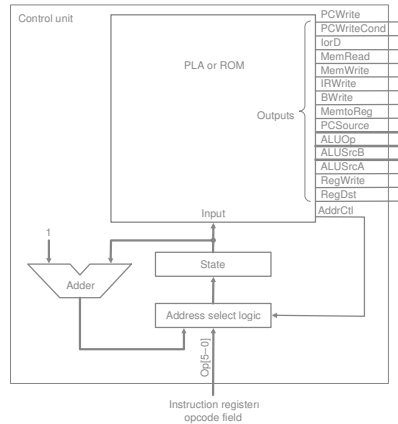 Control unit
PCWrite
PCWriteCond
IorD
MemRead
PLA or ROM
MemWrite
IRWrite
BWrite
Outputs
MemtoReg
PCSource
ALUOp
ALUSrcB
ALUSrcA
RegWrite
RegDst
AddrCtl
Input
1
State
Adder
Address select logic
Op[5–0]
Instruction register
opcode field